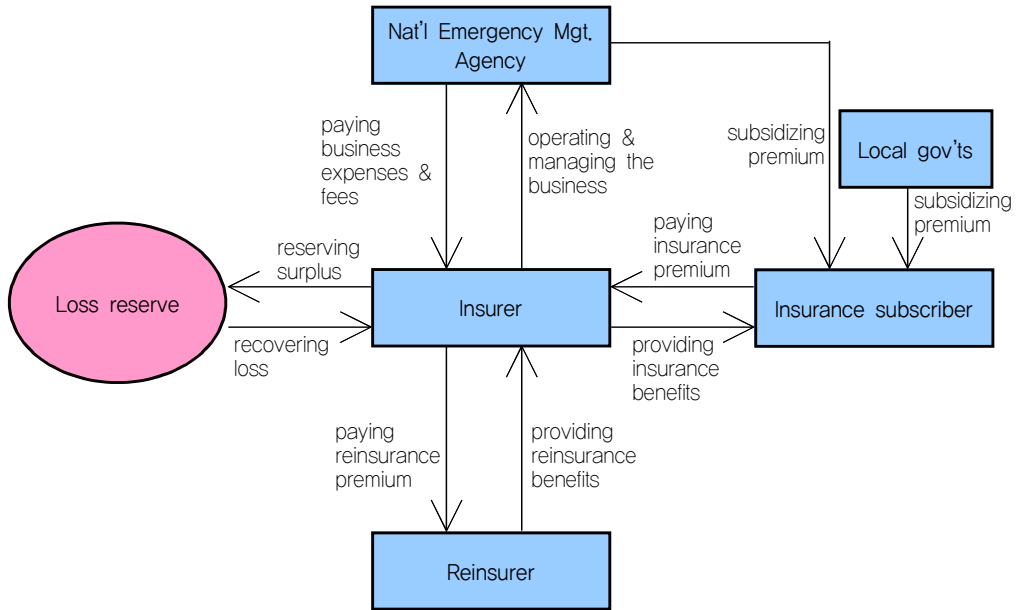 Nat'l Emergency Mgt.
Agency
paying
business
expenses &
fees
operating &
managing the
business
subsidizing
premium
Local gov'ts
subsidizing
premium
reserving
surplus
paying
insurance
premium
Loss reserve
Insurer
Insurance subscriber
recovering
loss
providing
insurance
benefits
paying
reinsurance
premium
providing
reinsurance
benefits
Reinsurer